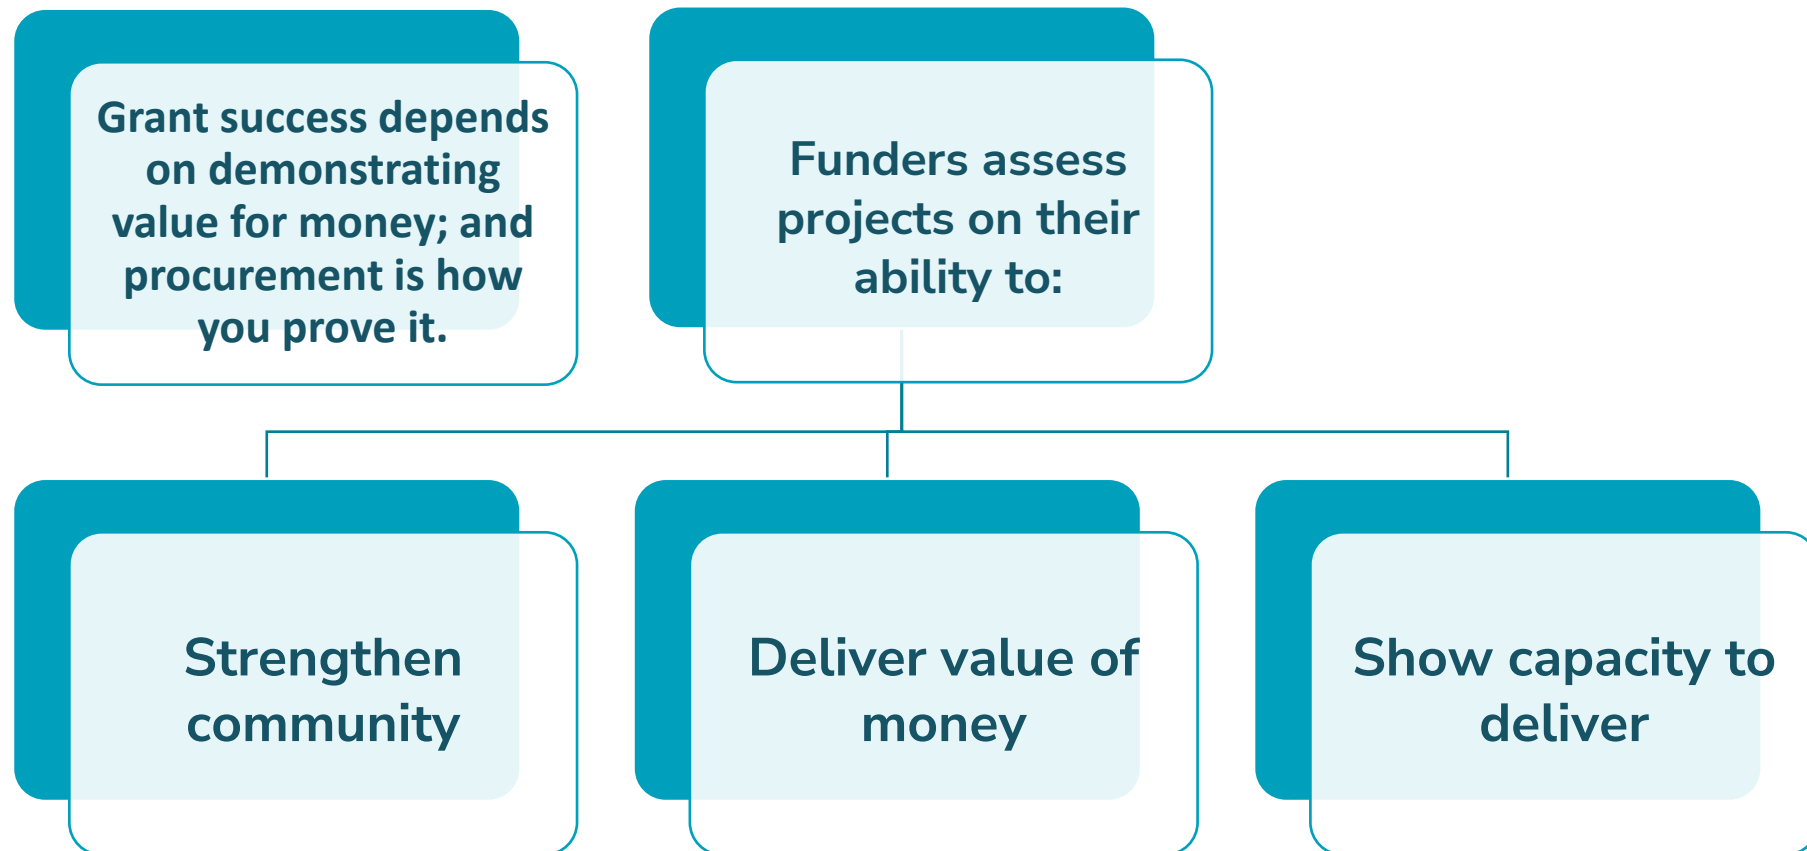 Grant success depends
on demonstrating
value for money; and
procurement is how
you prove it.
Funders assess
projects on their
ability to:
Strengthen
community
Deliver value of
money
Show capacity to
deliver